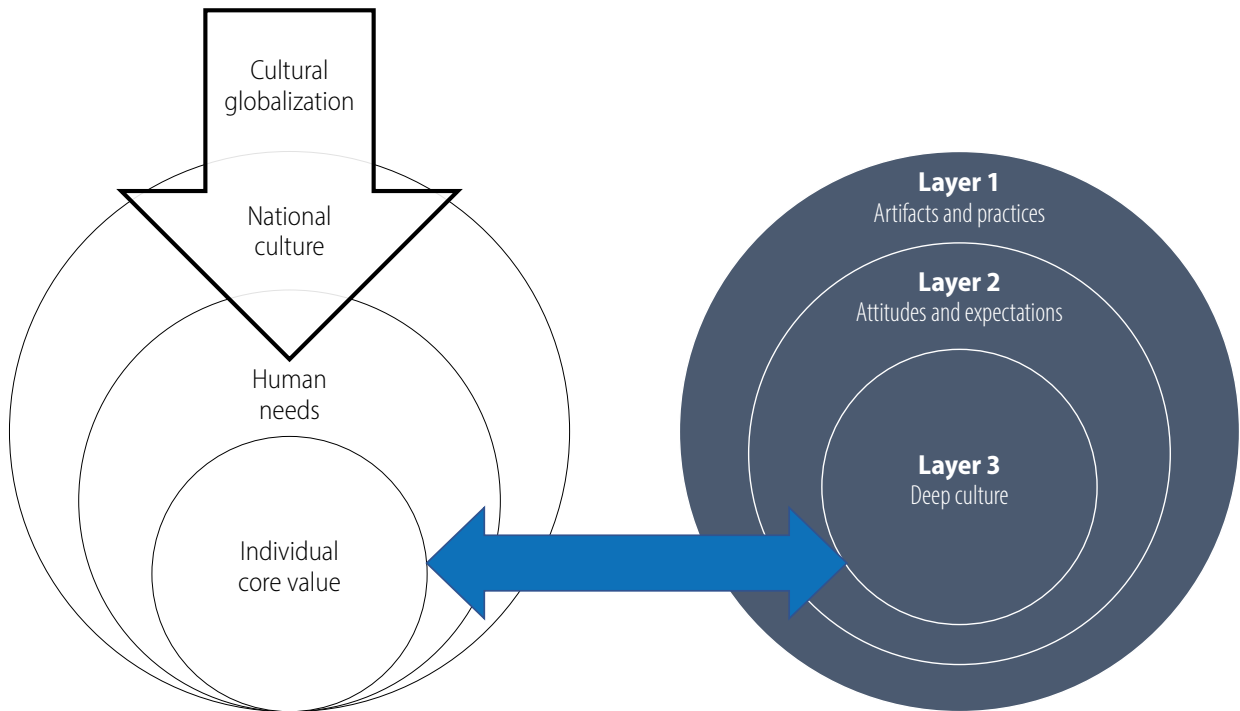 Cultural
globalization
National
culture
Human
needs
Individual
core value
Layer 1
Artifacts and practices
Layer 2
Attitudes and expectations
Layer 3
Deep culture